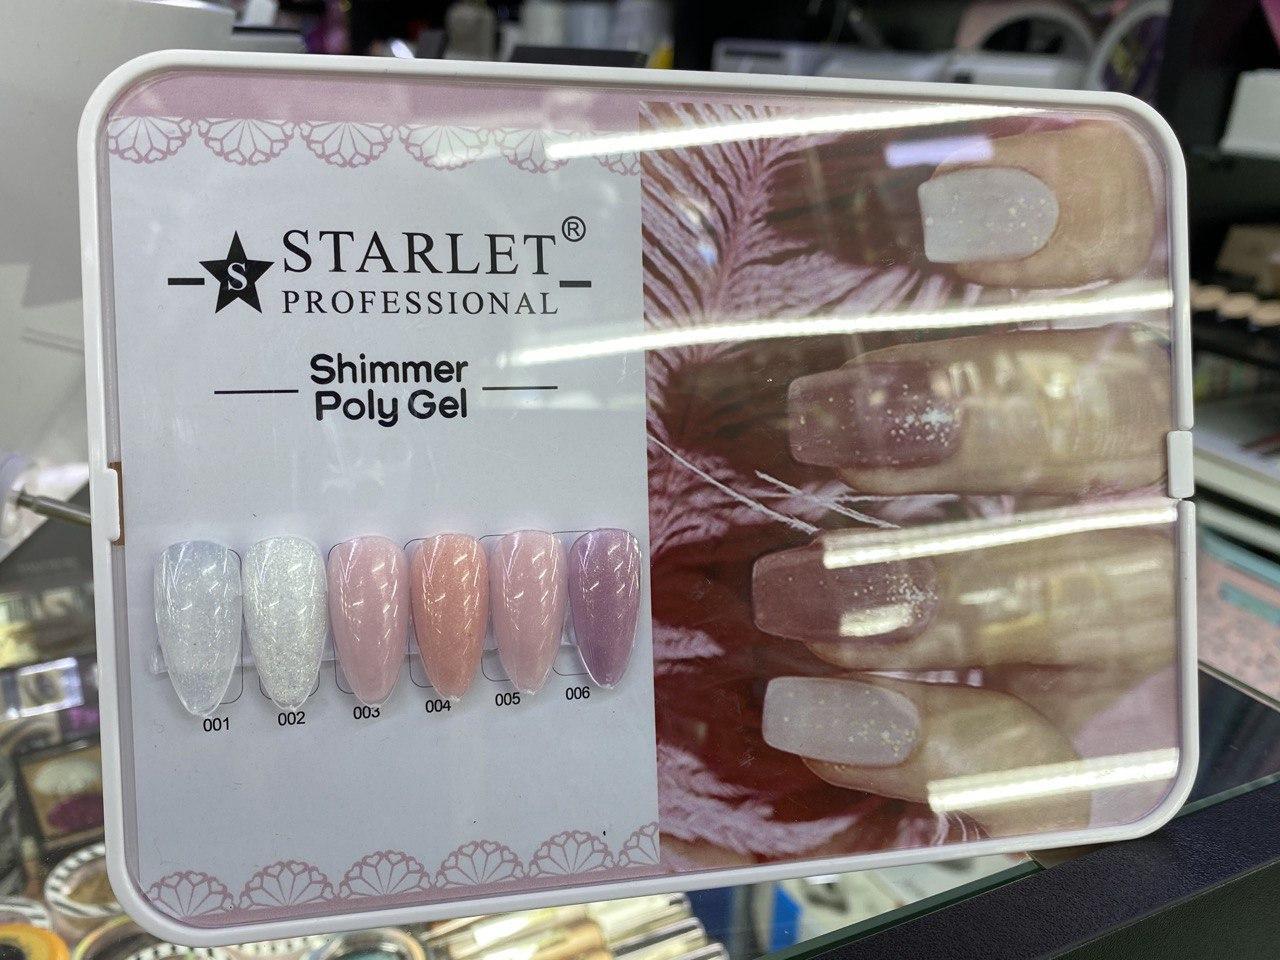 S STARLET®
PROFESSIONAL
Shimmer
Poly Gel
001 002 003 004 005 006